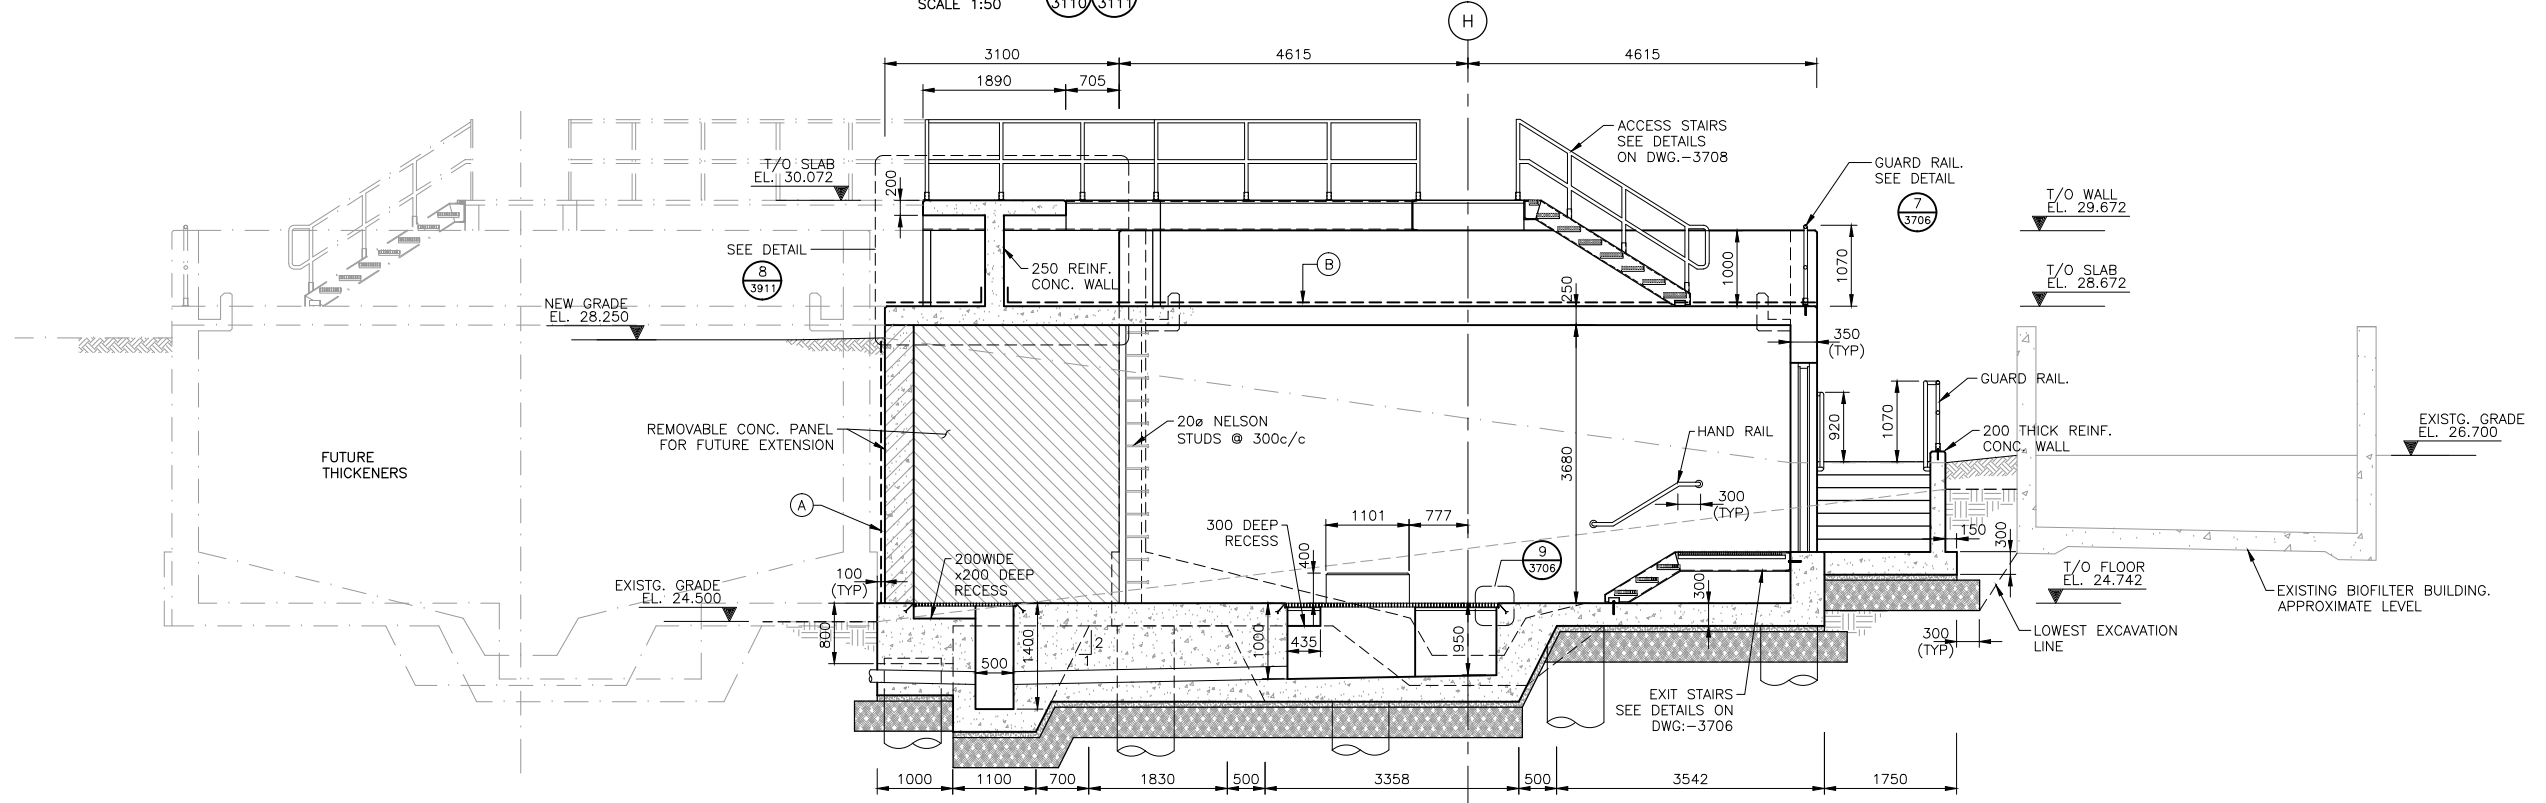 SCALE 1:50
3110
3111
H
3100
4615
4615
1890
705
ACCESS STAIRS
SEE DETAILS
ON DWG.-3708
GUARD RAIL.
SEE DETAIL
7
3706
T/O SLAB
EL. 30.072
200
T/O WALL
EL. 29.672
SEE DETAIL
8
3911
250 REINF.
CONC. WALL
B
250
1000
1070
T/O SLAB
EL. 28.672
NEW GRADE
EL. 28.250
350
(TYP)
GUARD RAIL.
920
1070
REMOVABLE CONC. PANEL
FOR FUTURE EXTENSION
20ø NELSON
STUDS @ 300c/c
HAND RAIL
200 THICK REINF.
CONC. WALL
EXISTG. GRADE
EL. 26.700
FUTURE
THICKENERS
3680
A
300
(TYP)
1101
777
300 DEEP
RECESS
400
9
3706
150
300
200WIDE
x200 DEEP
RECESS
100
(TYP)
EXISTG. GRADE
EL. 24.500
T/O FLOOR
EL. 24.742
300
EXISTING BIOFILTER BUILDING.
APPROXIMATE LEVEL
800
1400
2
1
1000
435
950
500
300
(TYP)
LOWEST EXCAVATION
LINE
EXIT STAIRS
SEE DETAILS ON
DWG:-3706
1000
1100
700
1830
500
3358
500
3542
1750